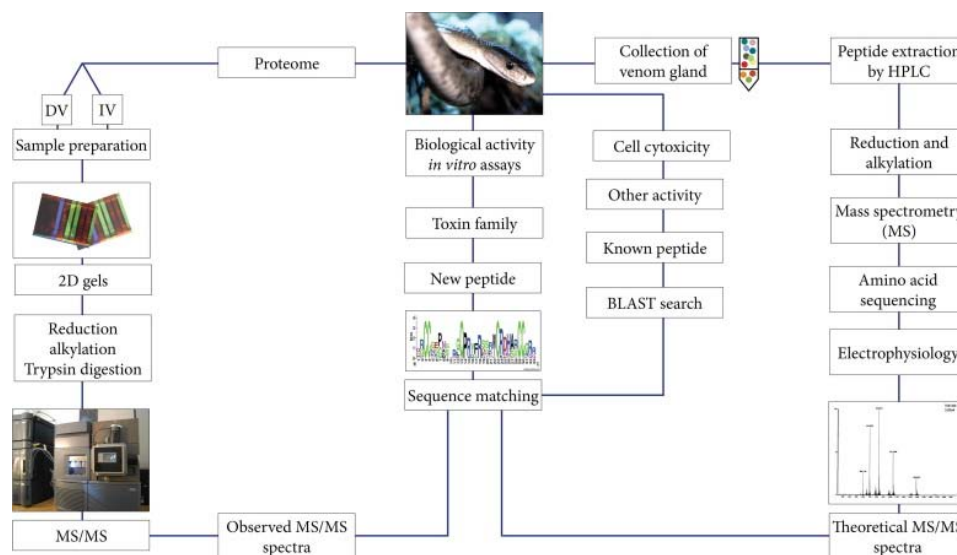 Proteome
Collection of
venom gland
Peptide extraction
by HPLC
DV
IV
Sample preparation
Biological activity
in vitro assays
Cell cytoxicity
Reduction and
alkylation
Other activity
Toxin family
Mass spectrometry
(MS)
Known peptide
2D gels
New peptide
Amino acid
sequencing
BLAST search
Reduction
alkylation
Trypsin digestion
Electrophysiology
Sequence matching
MS/MS
Observed MS/MS
spectra
Theoretical MS/MS
spectra